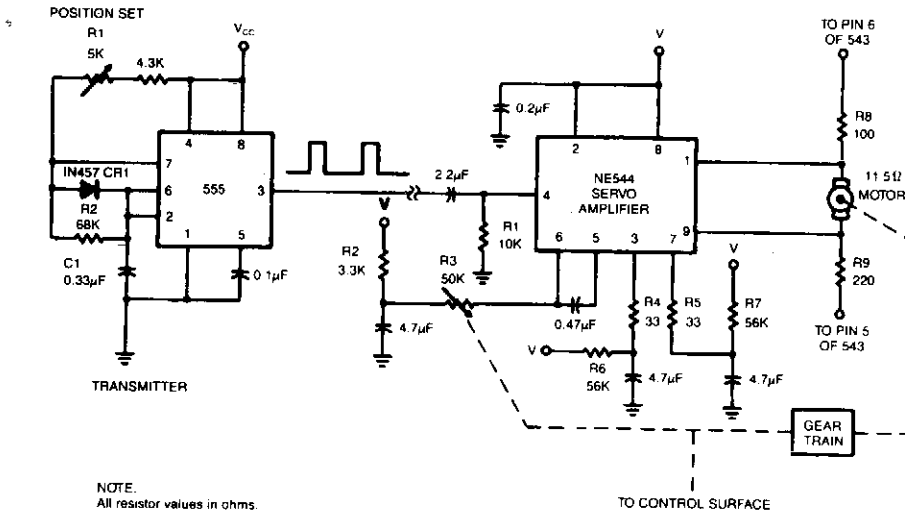 POSITION SET
R1
5K
4.3K
VCC
4
8
7
6
2
555
3
1
5
IN457 CR1
R2
68K
C1
0.33µF
0.1µF
TRANSMITTER
2.2µF
R1
10K
V
R2
3.3K
R3
50K
4.7µF
V
0.2µF
2
8
1
NE544
SERVO
AMPLIFIER
4
9
6
5
3
7
0.47µF
R4
33
R5
33
V
R7
56K
V
R6
56K
4.7µF
4.7µF
TO PIN 6
OF 543
R8
100
11 5Ω
MOTOR
R9
220
TO PIN 5
OF 543
GEAR
TRAIN
TO CONTROL SURFACE
NOTE.
All resistor values in ohms.